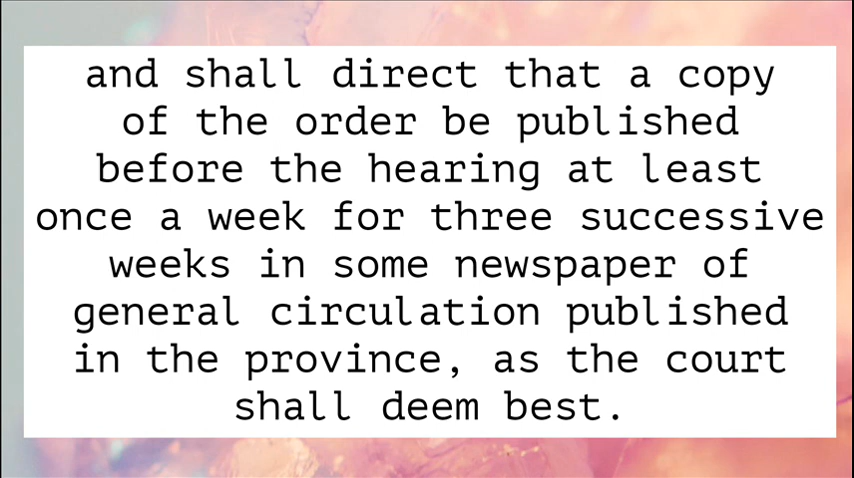 and shall direct that a copy
of the order be published
before the hearing at least
once a week for three successive
weeks in some newspaper of
general circulation published
in the province, as the court
shall deem best.